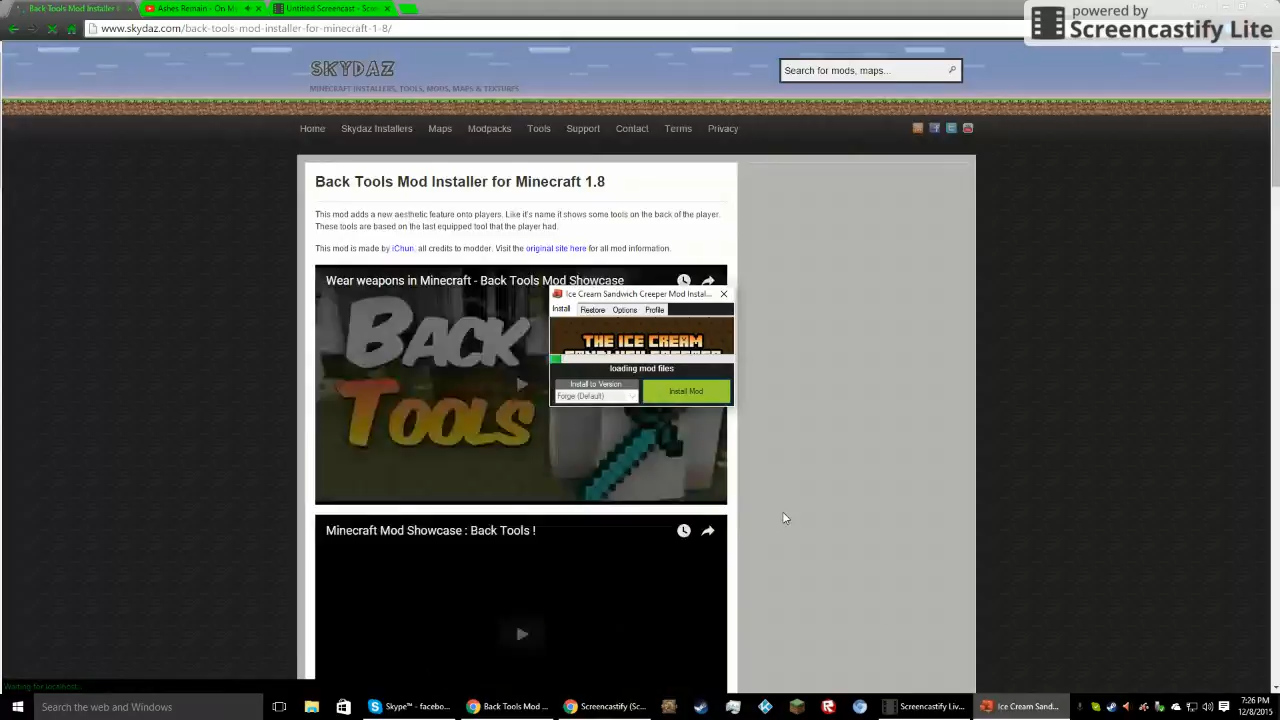 Back Tools Mod Installer f
Ashes Remain - On M
Untitled Screencast - Scree
powered by
Screencastify Lite
www.skydaz.com/back-tools-mod-installer-for-minecraft-1-8/
SKYDAZ
MINECRAFT INSTALLERS, TOOLS, MODS, MAPS & TEXTURES
Search for mods, maps...
Home Skydaz Installers Maps Modpacks Tools Support Contact Terms Privacy
Back Tools Mod Installer for Minecraft 1.8
This mod adds a new aesthetic feature onto players. Like it's name it shows some tools on the back of the player.
These tools are based on the last equipped tool that the player had.
This mod is made by iChun, all credits to modder. Visit the original site here for all mod information.
Wear weapons in Minecraft - Back Tools Mod Showcase
BACK
TOOLS
Ice Cream Sandwich Creeper Mod Instal...
Install Restore Options Profile
THE ICE CREAM
loading mod files
Install to Version
Forge (Default)
Install Mod
Minecraft Mod Showcase : Back Tools !
Waiting for localhost...
Search the web and Windows
Skype™ - facebo...
Back Tools Mod ...
Screencastify (Sc...
Screencastify Liv...
Ice Cream Sand...
7:26 PM
12/8/2015